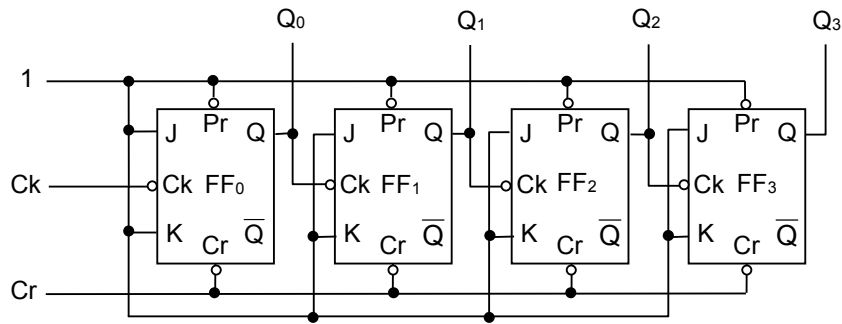 Q0 Q1 Q2 Q3
1
Pr Pr Pr Pr
J Q J Q J Q J Q
Ck Ck FF0 Ck FF1 Ck FF2 Ck FF3
K Cr Q̅ K Cr Q̅ K Cr Q̅ K Cr Q̅
Cr